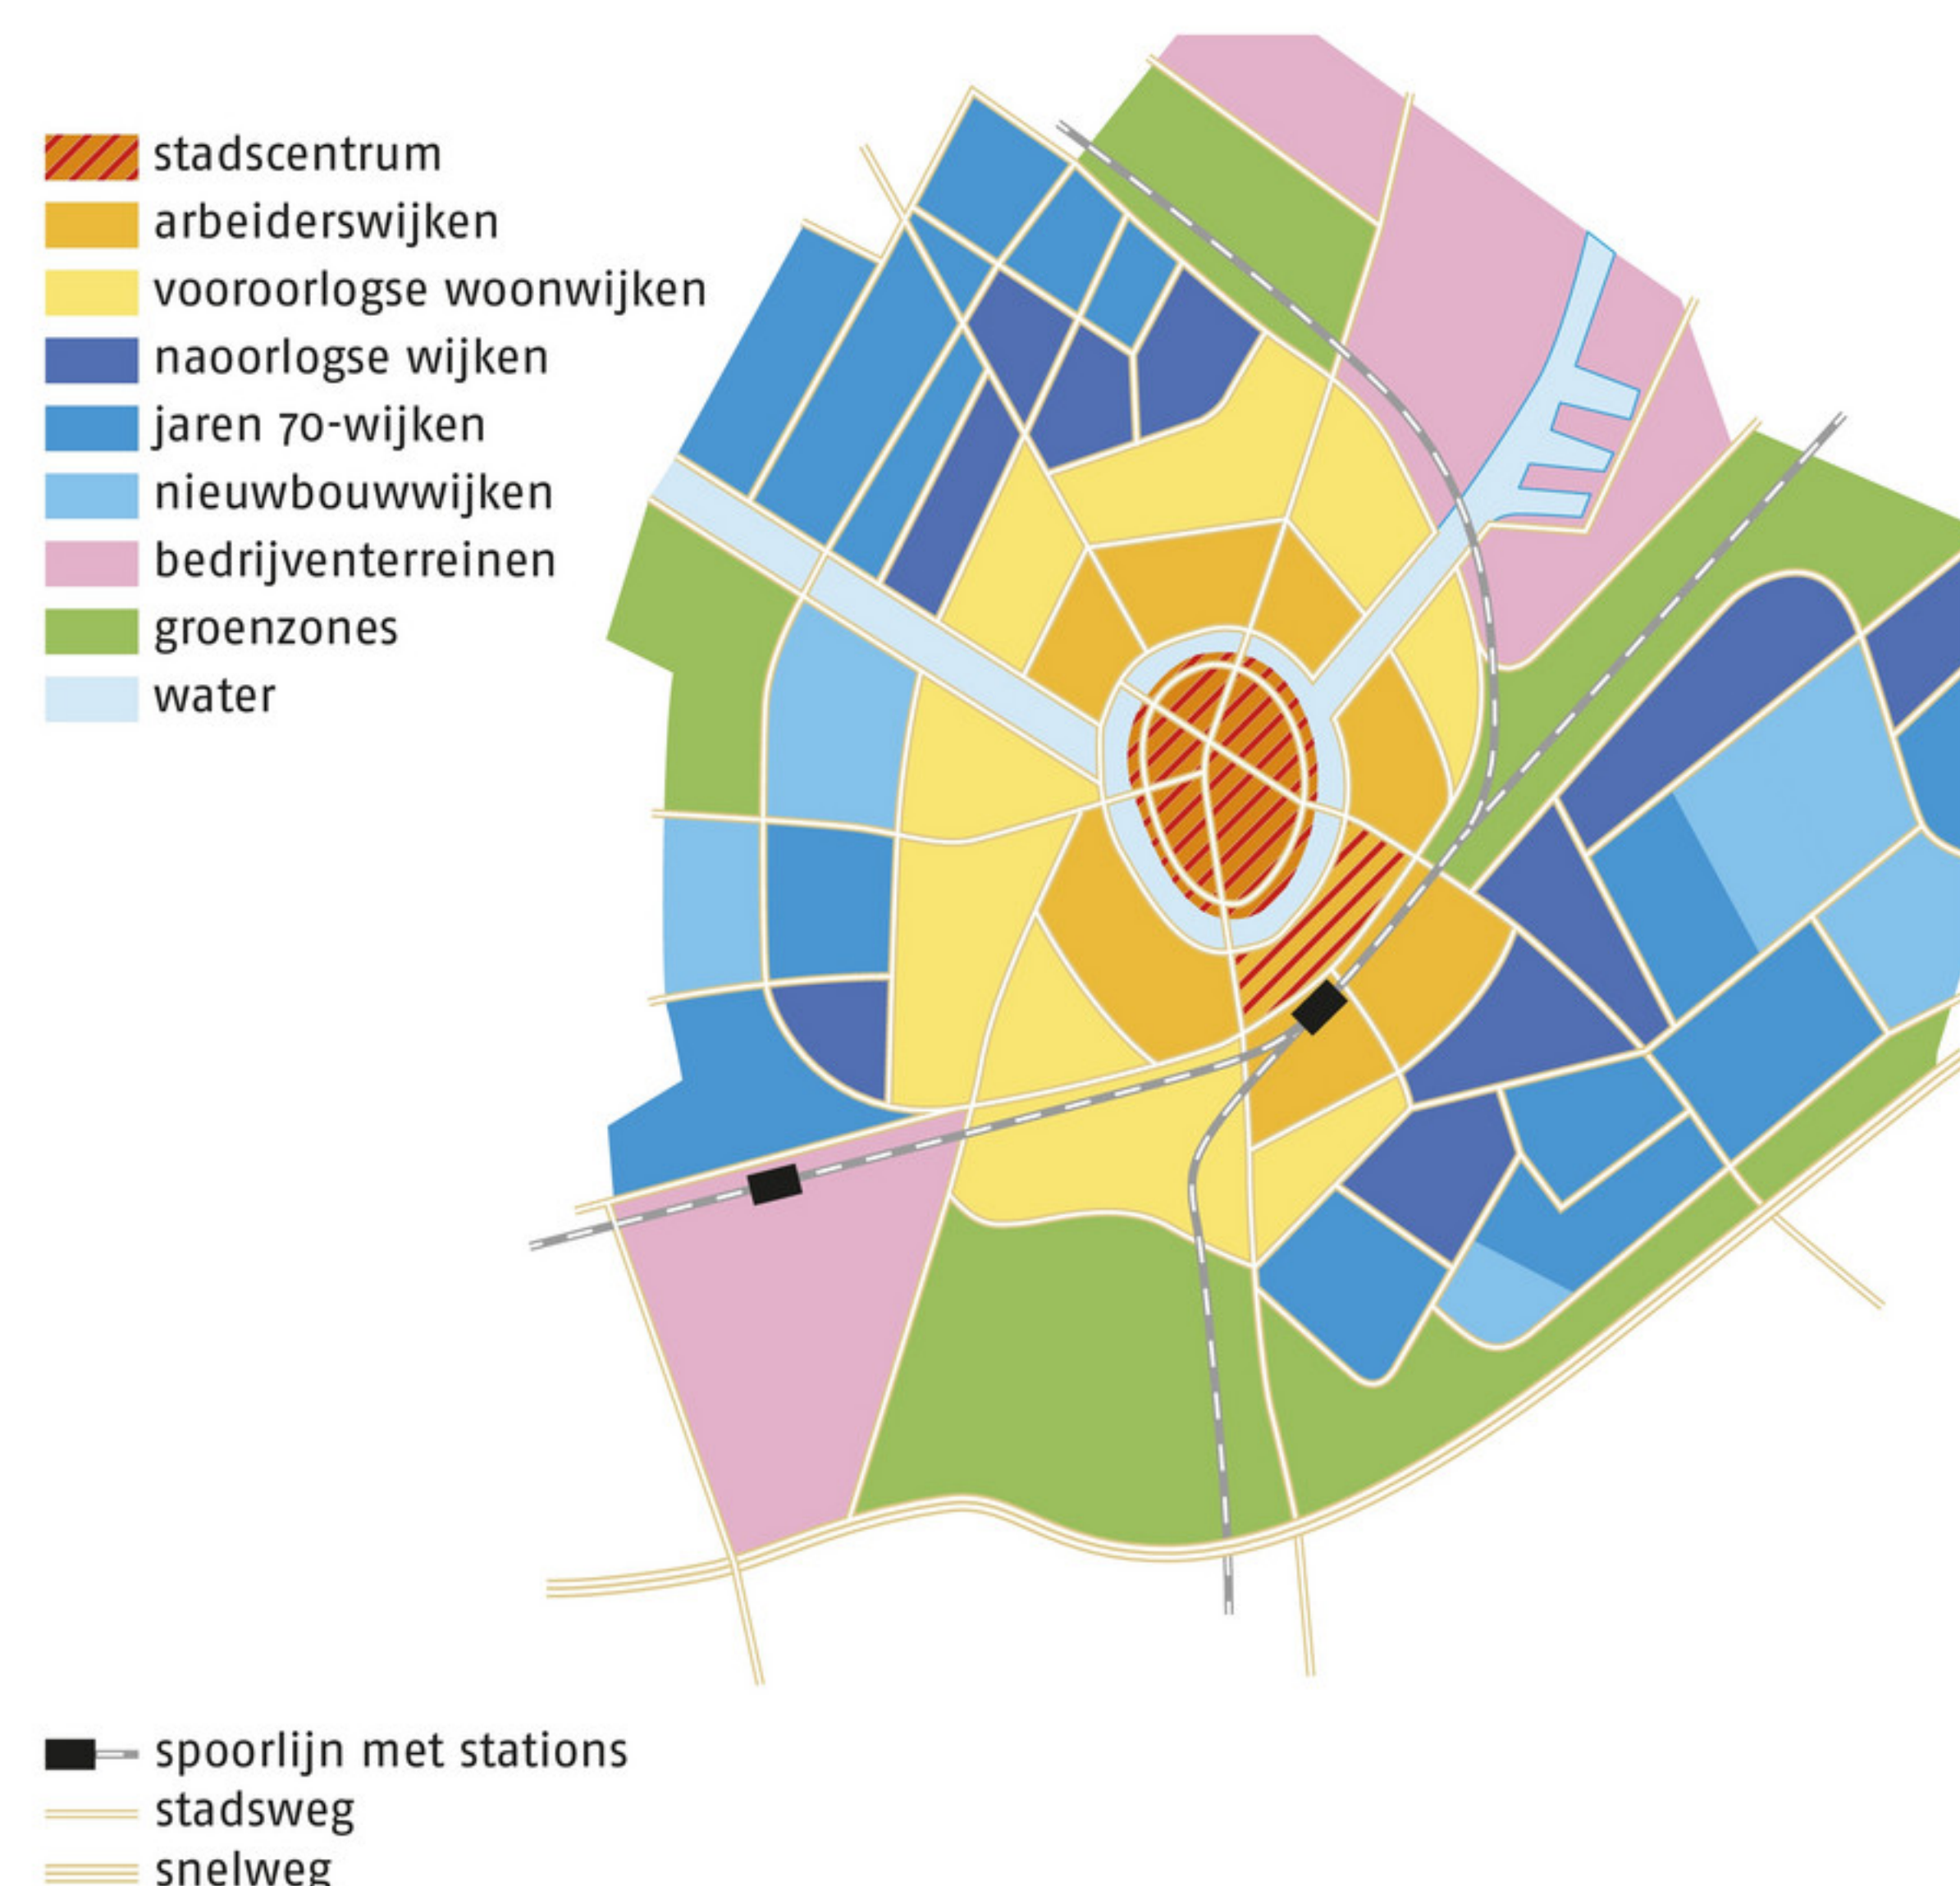 stadscentrum
arbeiderswijken
vooroorlogse woonwijken
naoorlogse wijken
jaren 70-wijken
nieuwbouwwijken
bedrijventerreinen
groenzones
water
spoorlijn met stations
stadsweg
snelweg